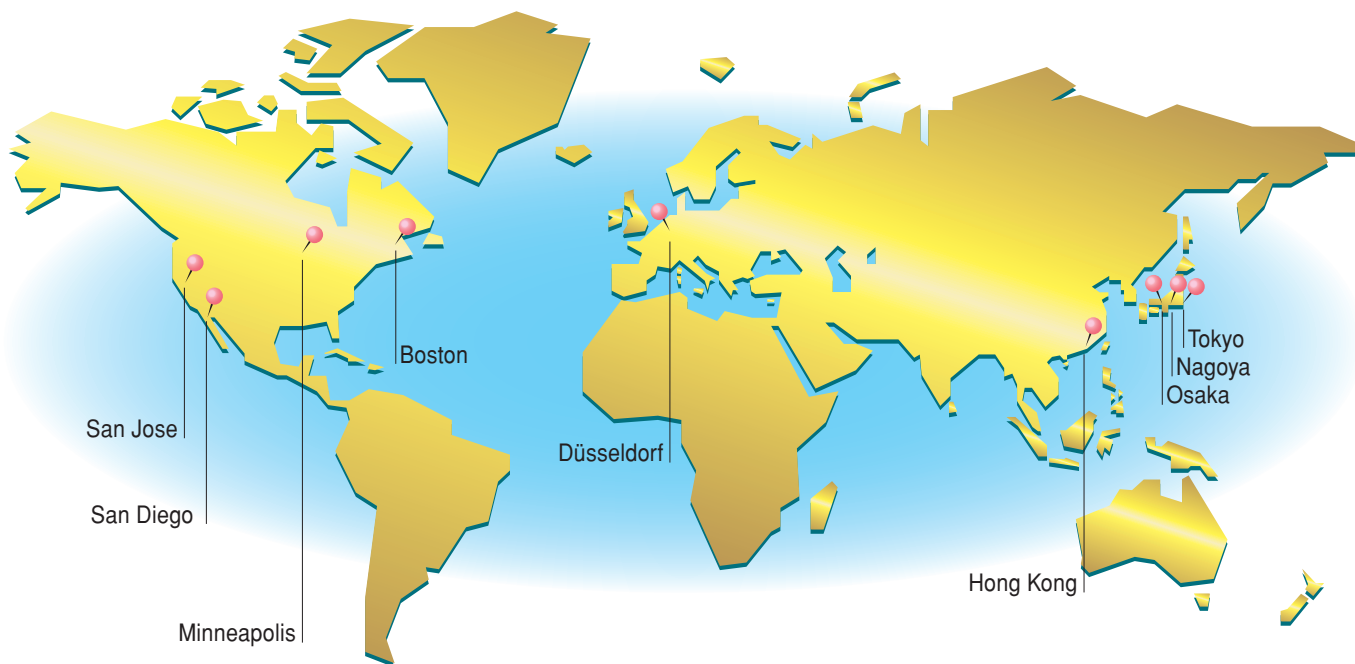 Tokyo
Boston
Nagoya
Osaka
San Jose
Düsseldorf
San Diego
Hong Kong
Minneapolis